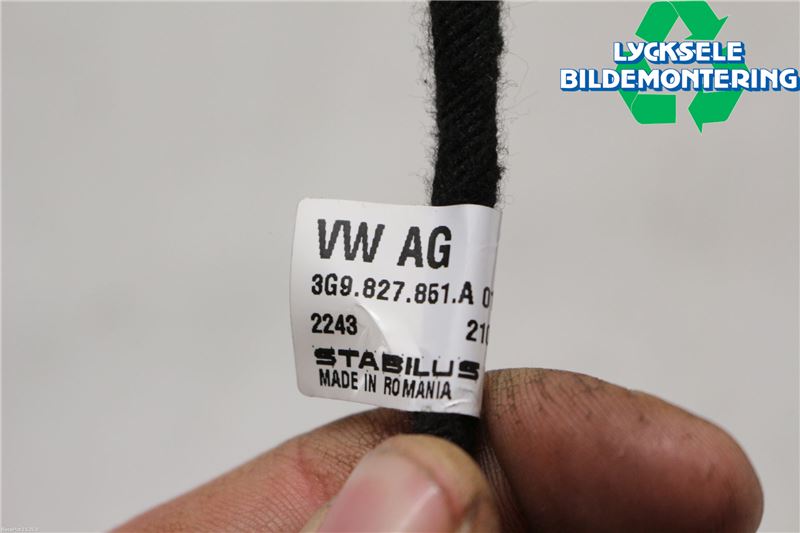 LYCKSELE
BILDEMONTERING
VW AG
3G9.827.851.A
2243
STABILUS
MADE IN ROMANIA